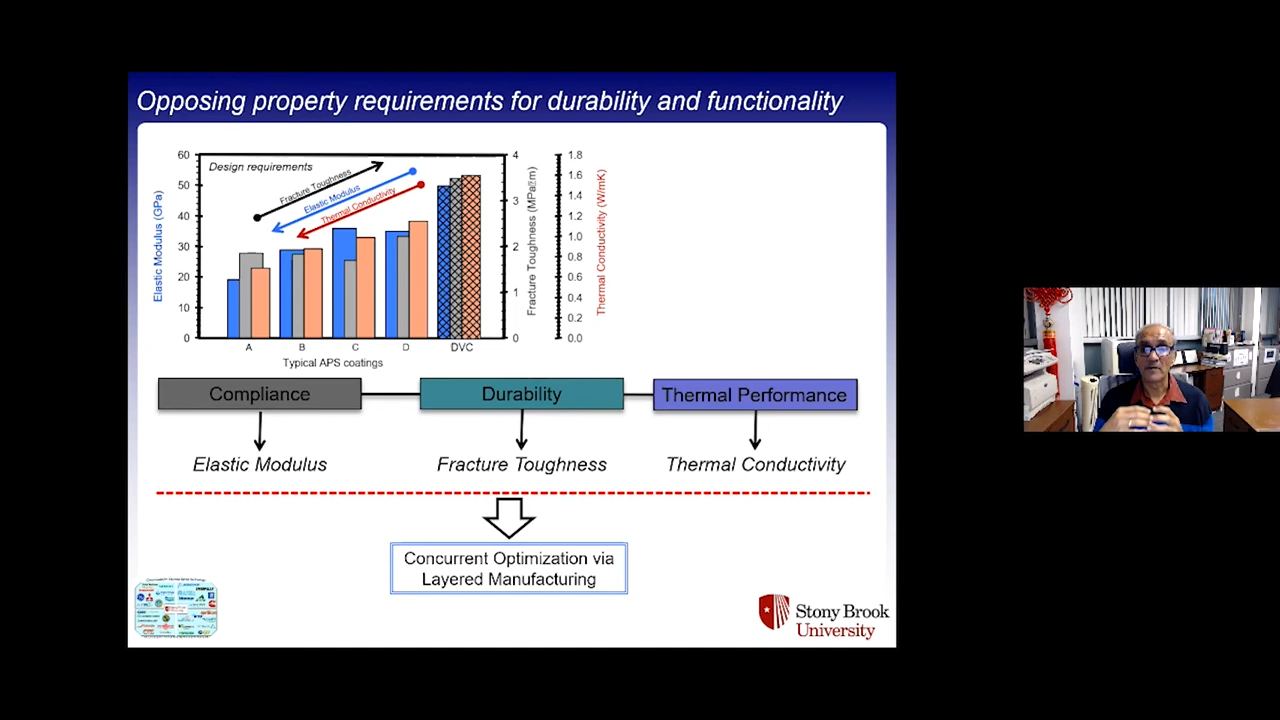 Opposing property requirements for durability and functionality
Design requirements
Fracture Toughness
Elastic Modulus
Thermal Conductivity
Elastic Modulus (GPa)
60
50
40
30
20
10
0
4
3
2
1
0
Fracture Toughness (MPa□m)
1.8
1.6
1.4
1.2
1.0
0.8
0.6
0.4
0.2
0.0
Thermal Conductivity (W/mK)
A B C D DVC
Typical APS coatings
Compliance Durability Thermal Performance
Elastic Modulus Fracture Toughness Thermal Conductivity
Concurrent Optimization via
Layered Manufacturing
Stony Brook
University